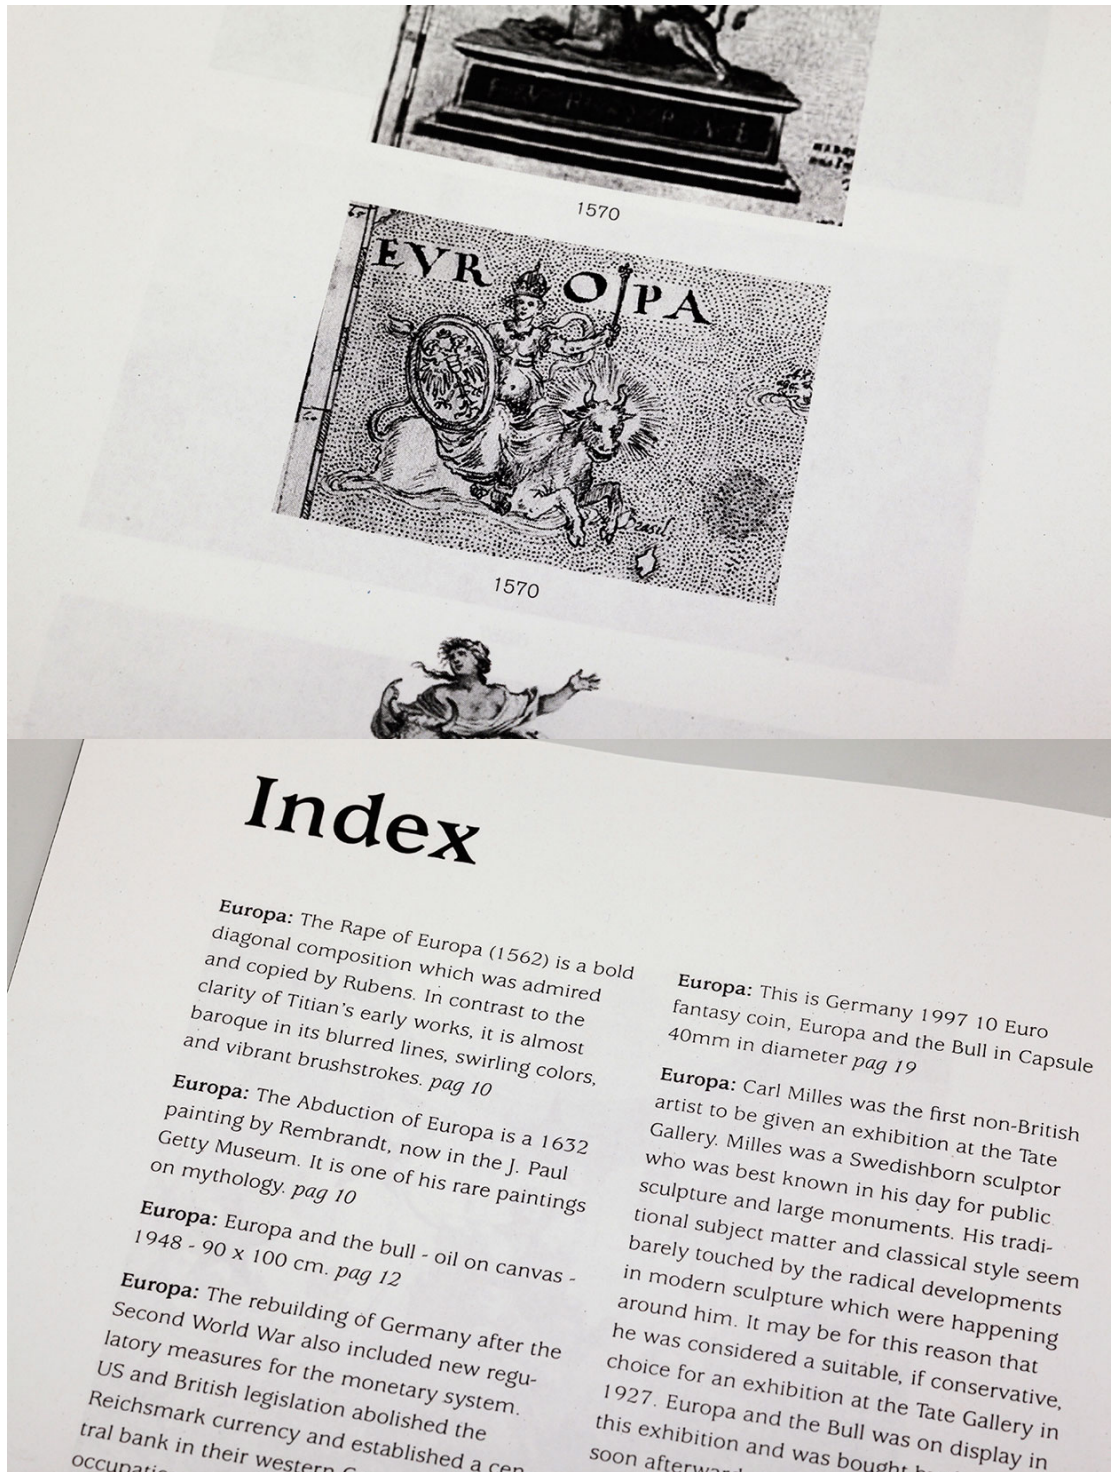 1570
EVR OPA
Brasil.
1570
Index
Europa: The Rape of Europa (1562) is a bold
diagonal composition which was admired
and copied by Rubens. In contrast to the
clarity of Titian's early works, it is almost
baroque in its blurred lines, swirling colors,
and vibrant brushstrokes. pag 10
Europa: The Abduction of Europa is a 1632
painting by Rembrandt, now in the J. Paul
Getty Museum. It is one of his rare paintings
on mythology. pag 10
Europa: Europa and the bull - oil on canvas -
1948 - 90 x 100 cm. pag 12
Europa: The rebuilding of Germany after the
Second World War also included new regu-
latory measures for the monetary system.
US and British legislation abolished the
Reichsmark currency and established a cen
tral bank in their western
Europa: This is Germany 1997 10 Euro
fantasy coin, Europa and the Bull in Capsule
40mm in diameter pag 19
Europa: Carl Milles was the first non-British
artist to be given an exhibition at the Tate
Gallery. Milles was a Swedishborn sculptor
who was best known in his day for public
sculpture and large monuments. His tradi-
tional subject matter and classical style seem
barely touched by the radical developments
in modern sculpture which were happening
around him. It may be for this reason that
he was considered a suitable, if conservative,
choice for an exhibition at the Tate Gallery in
1927. Europa and the Bull was on display in
this exhibition and was bought
soon